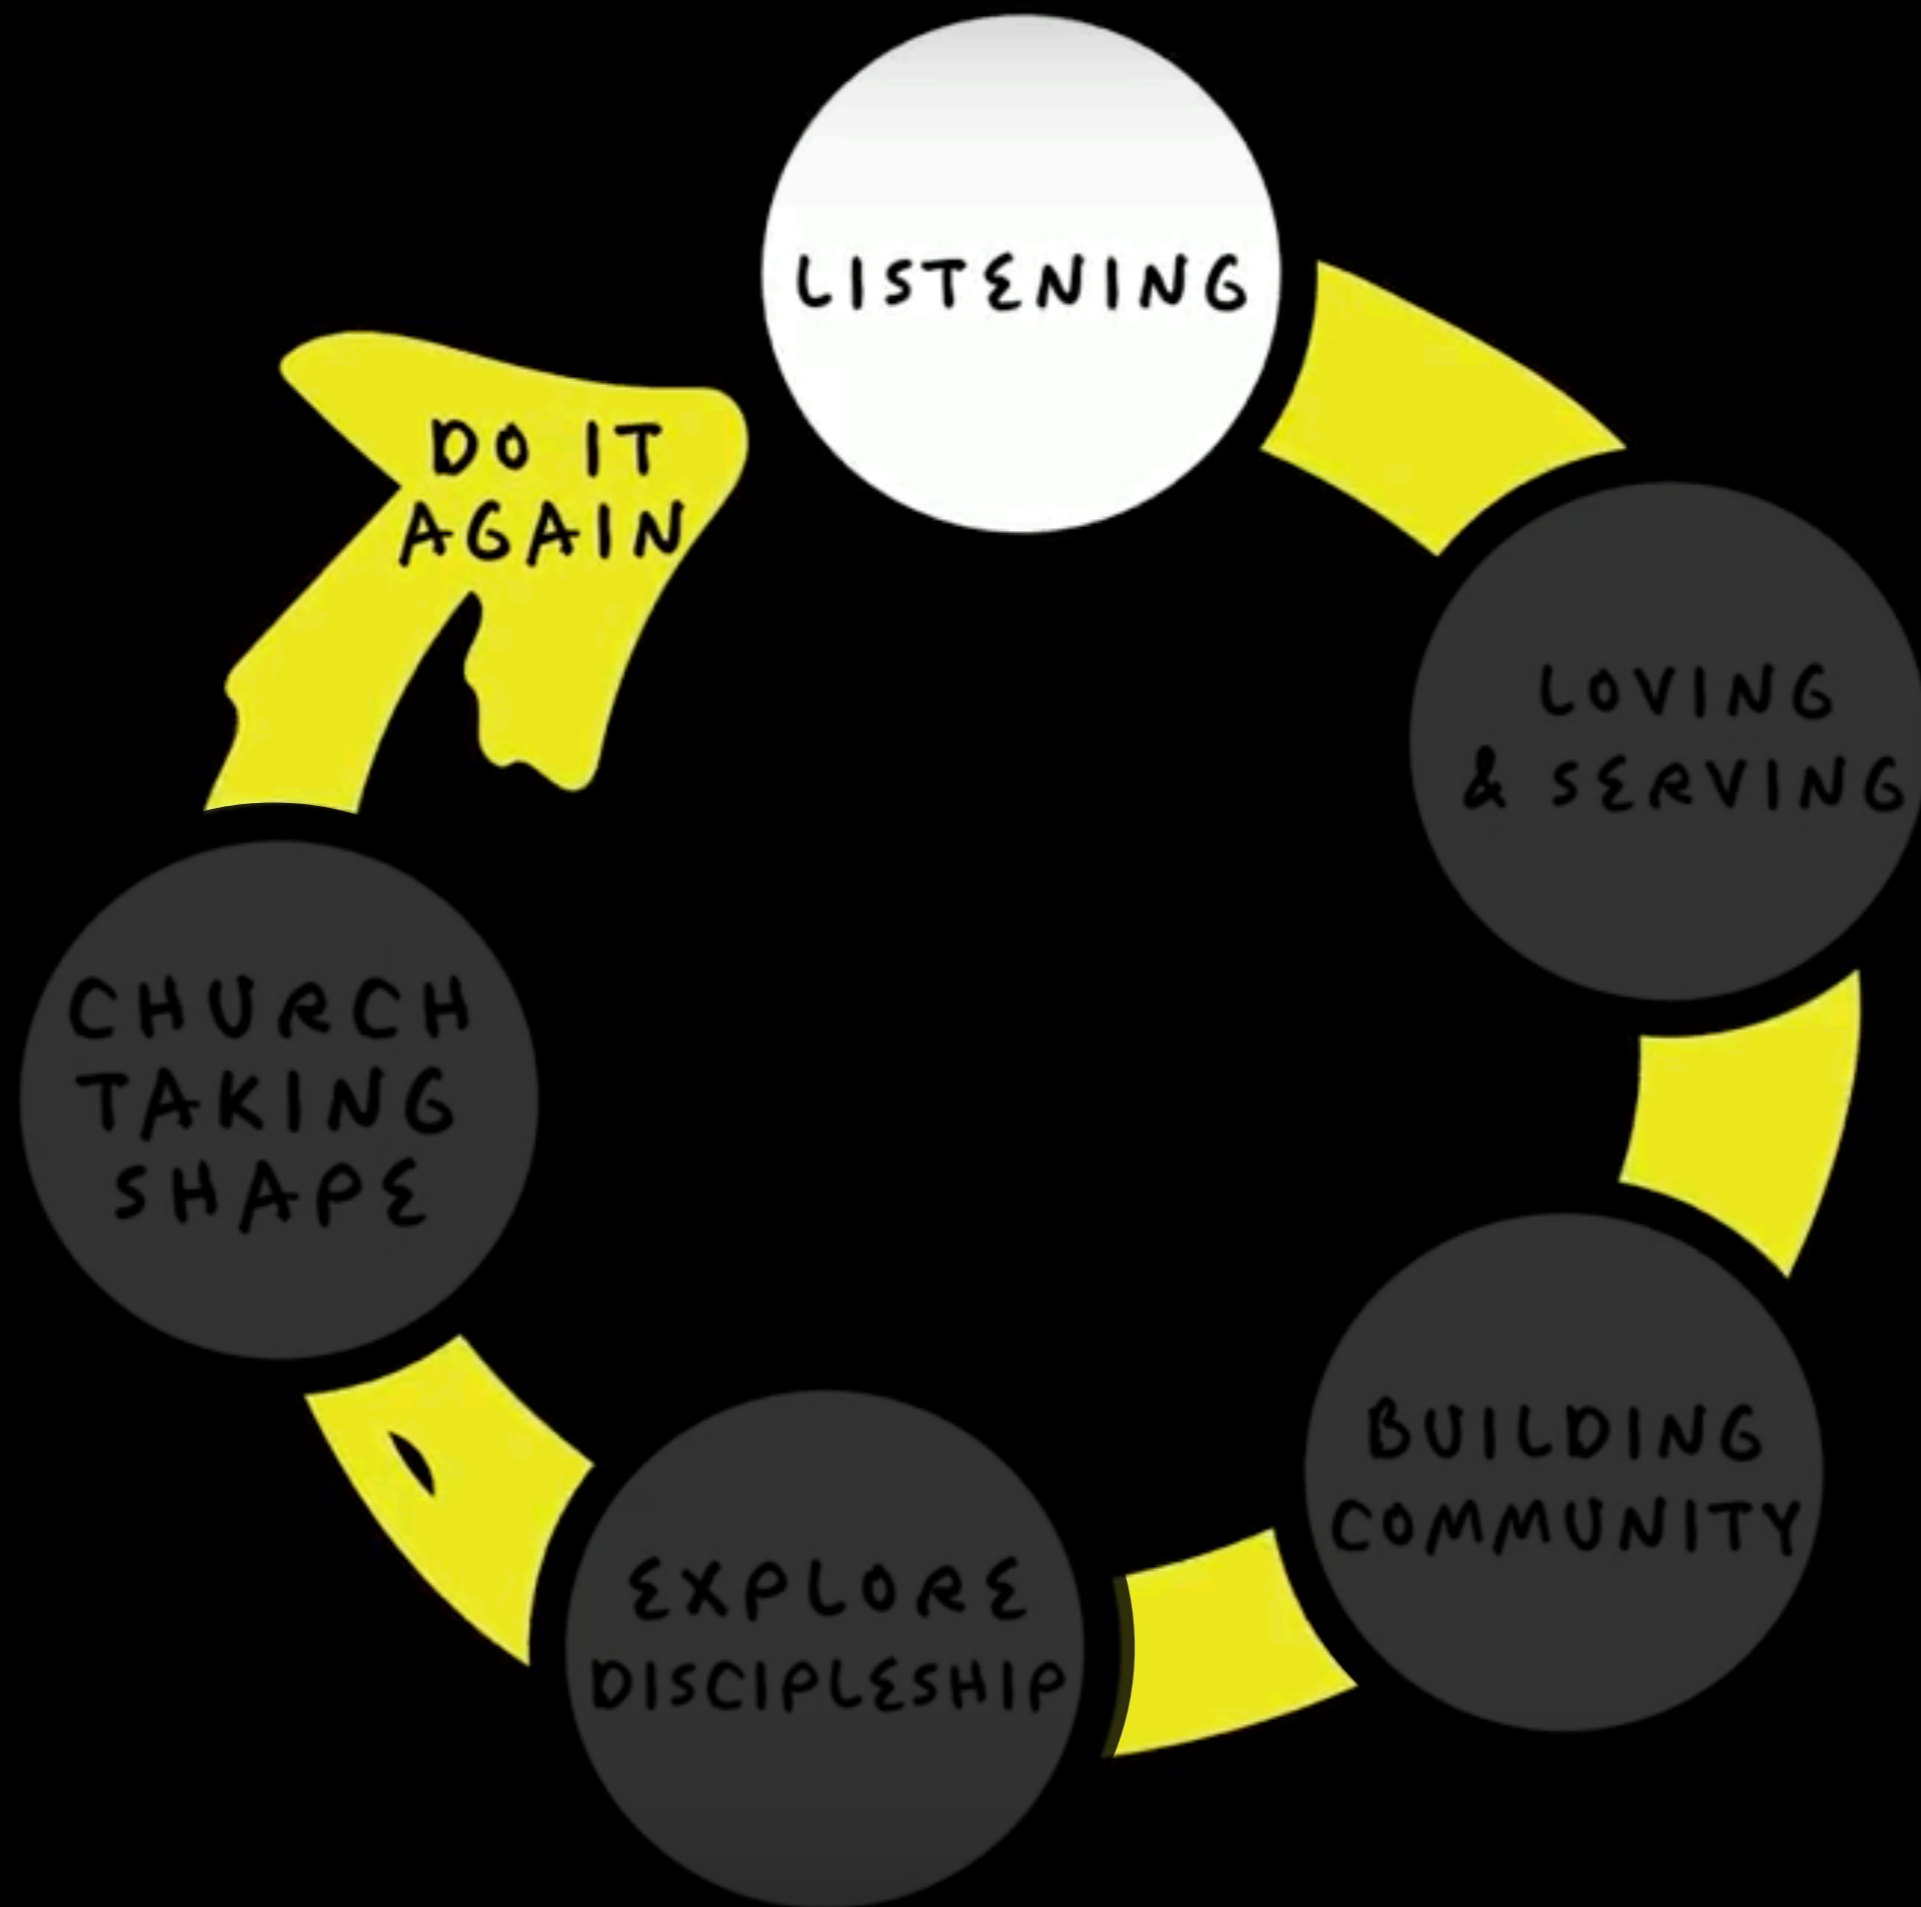 LISTENING
LOVING
& SERVING
BUILDING
COMMUNITY
EXPLORE
DISCIPLESHIP
CHURCH
TAKING
SHAPE
DO IT
AGAIN